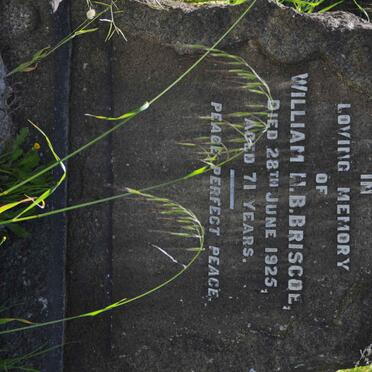 IN
LOVING MEMORY
OF
WILLIAM H.B. BRISCOE,
DIED 28TH JUNE 1925,
AGED 71 YEARS.
PEACE, PERFECT PEACE.